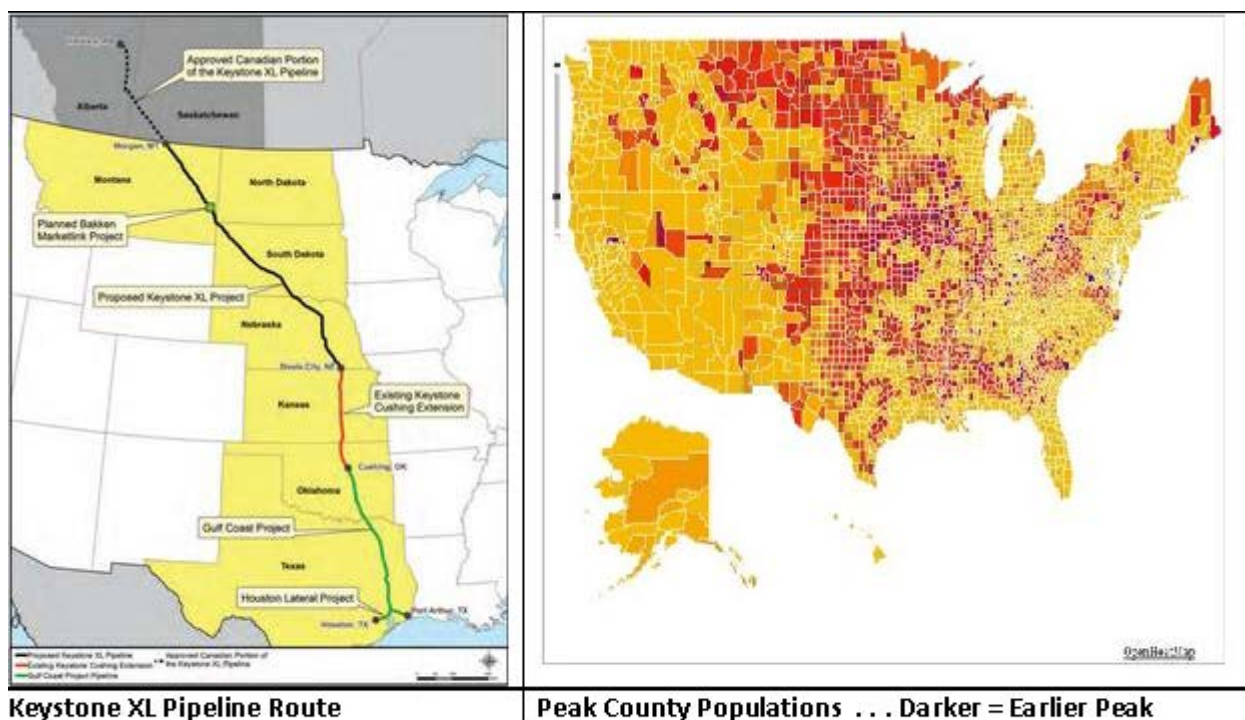 Approved Canadian Portion
of the Keystone XL Pipeline
Alberta
Saskatchewan
Morgan, MT
Montana
North Dakota
Planned Bakken
Marketlink Project
South Dakota
Proposed Keystone XL Project
Nebraska
Steele City, NE
Existing Keystone
Cushing Extension
Kansas
Cushing, OK
Oklahoma
Gulf Coast Project
Texas
Houston Lateral Project
Port Arthur, TX
Houston, TX
Proposed Keystone XL Pipeline
Existing Keystone Cushing Extension
Gulf Coast Project Pipeline
Approved Canadian Portion of
the Keystone XL Pipeline
OpenHeatMap
Keystone XL Pipeline Route
Peak County Populations ... Darker = Earlier Peak